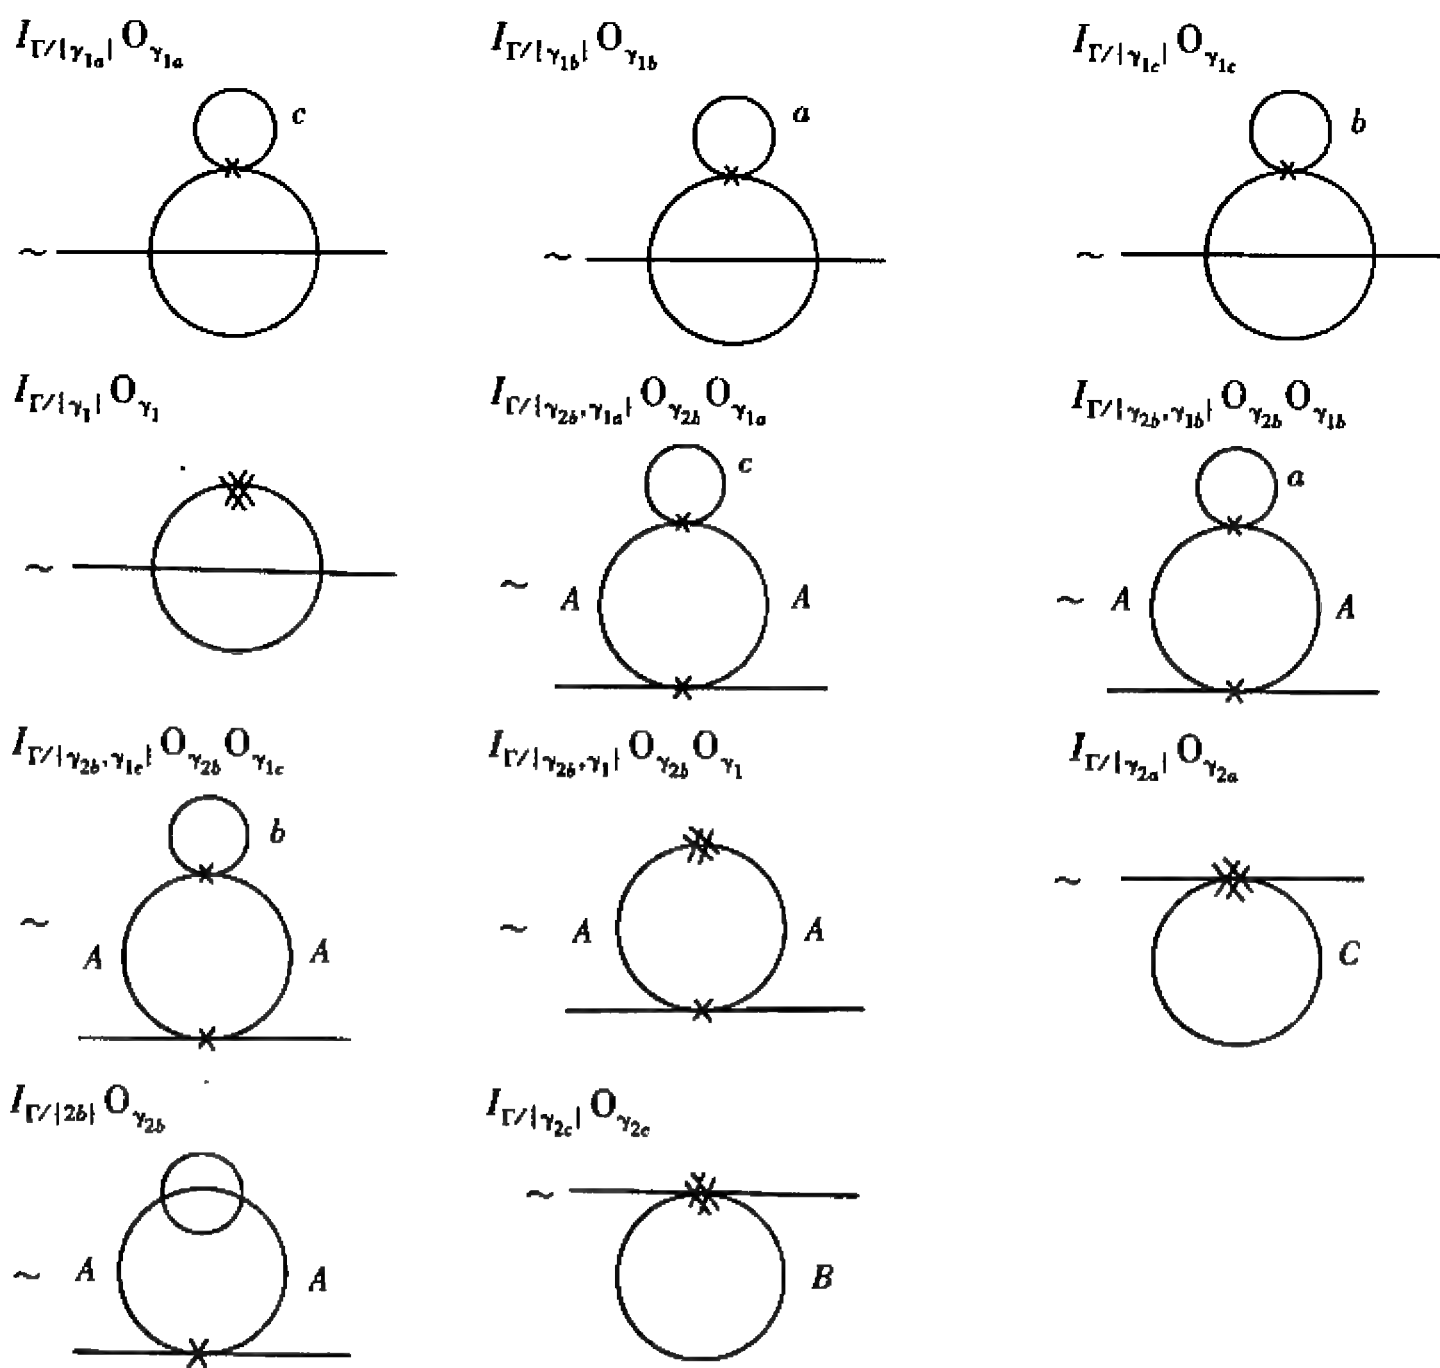 I_{Γ/{γ_{1a}}} O_{γ_{1a}} I_{Γ/{γ_{1b}}} O_{γ_{1b}} I_{Γ/{γ_{1c}}} O_{γ_{1c}}
c a b
~ ~ ~
I_{Γ/{γ_1}} O_{γ_1} I_{Γ/{γ_{2b}, γ_{1a}}} O_{γ_{2b}} O_{γ_{1a}} I_{Γ/{γ_{2b}, γ_{1b}}} O_{γ_{2b}} O_{γ_{1b}}
c a
~ ~ A A ~ A A
I_{Γ/{γ_{2b}, γ_{1c}}} O_{γ_{2b}} O_{γ_{1c}} I_{Γ/{γ_{2b}, γ_1}} O_{γ_{2b}} O_{γ_1} I_{Γ/{γ_{2a}}} O_{γ_{2a}}
b
~ A A ~ A A ~ C
I_{Γ/{2b}} O_{γ_{2b}} I_{Γ/{γ_{2c}}} O_{γ_{2c}}
~ A A ~ B